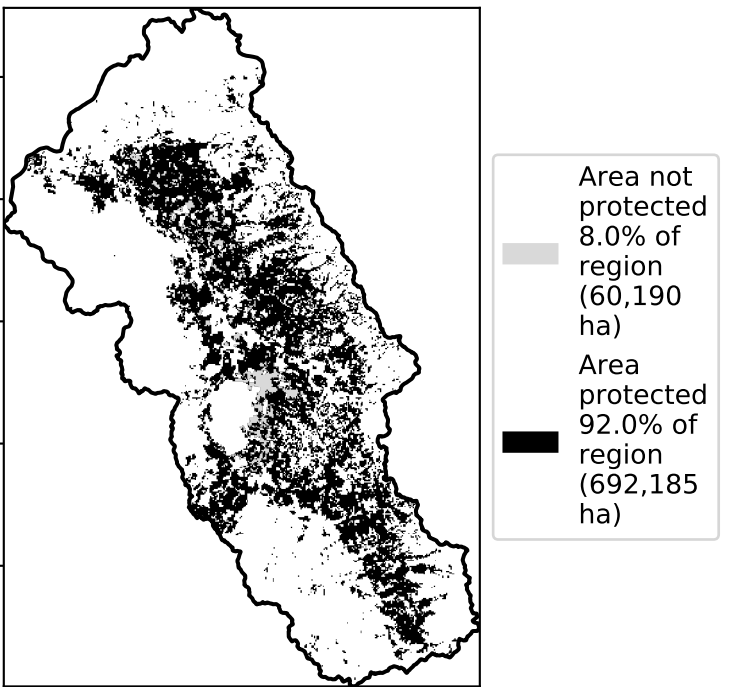 Area not
protected
8.0% of
region
(60,190
ha)
Area
protected
92.0% of
region
(692,185
ha)